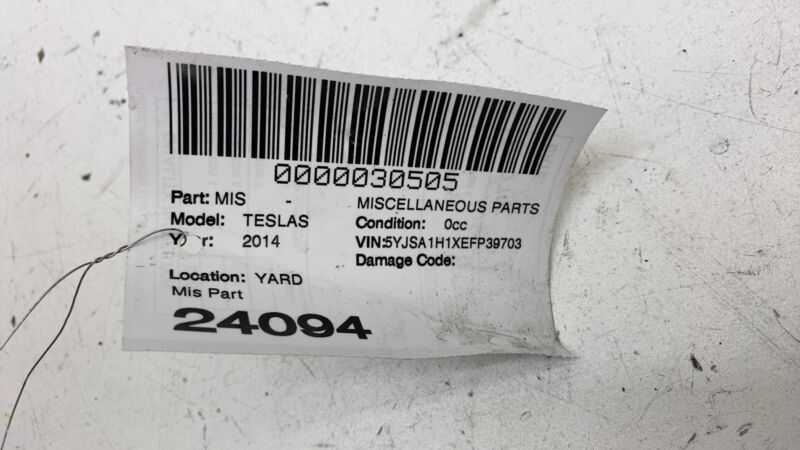 0000030505
Part: MIS - MISCELLANEOUS PARTS
Model: TESLAS Condition: 0cc
Year: 2014 VIN:5YJSA1H1XEFP39703
Damage Code:
Location: YARD
Mis Part
24094